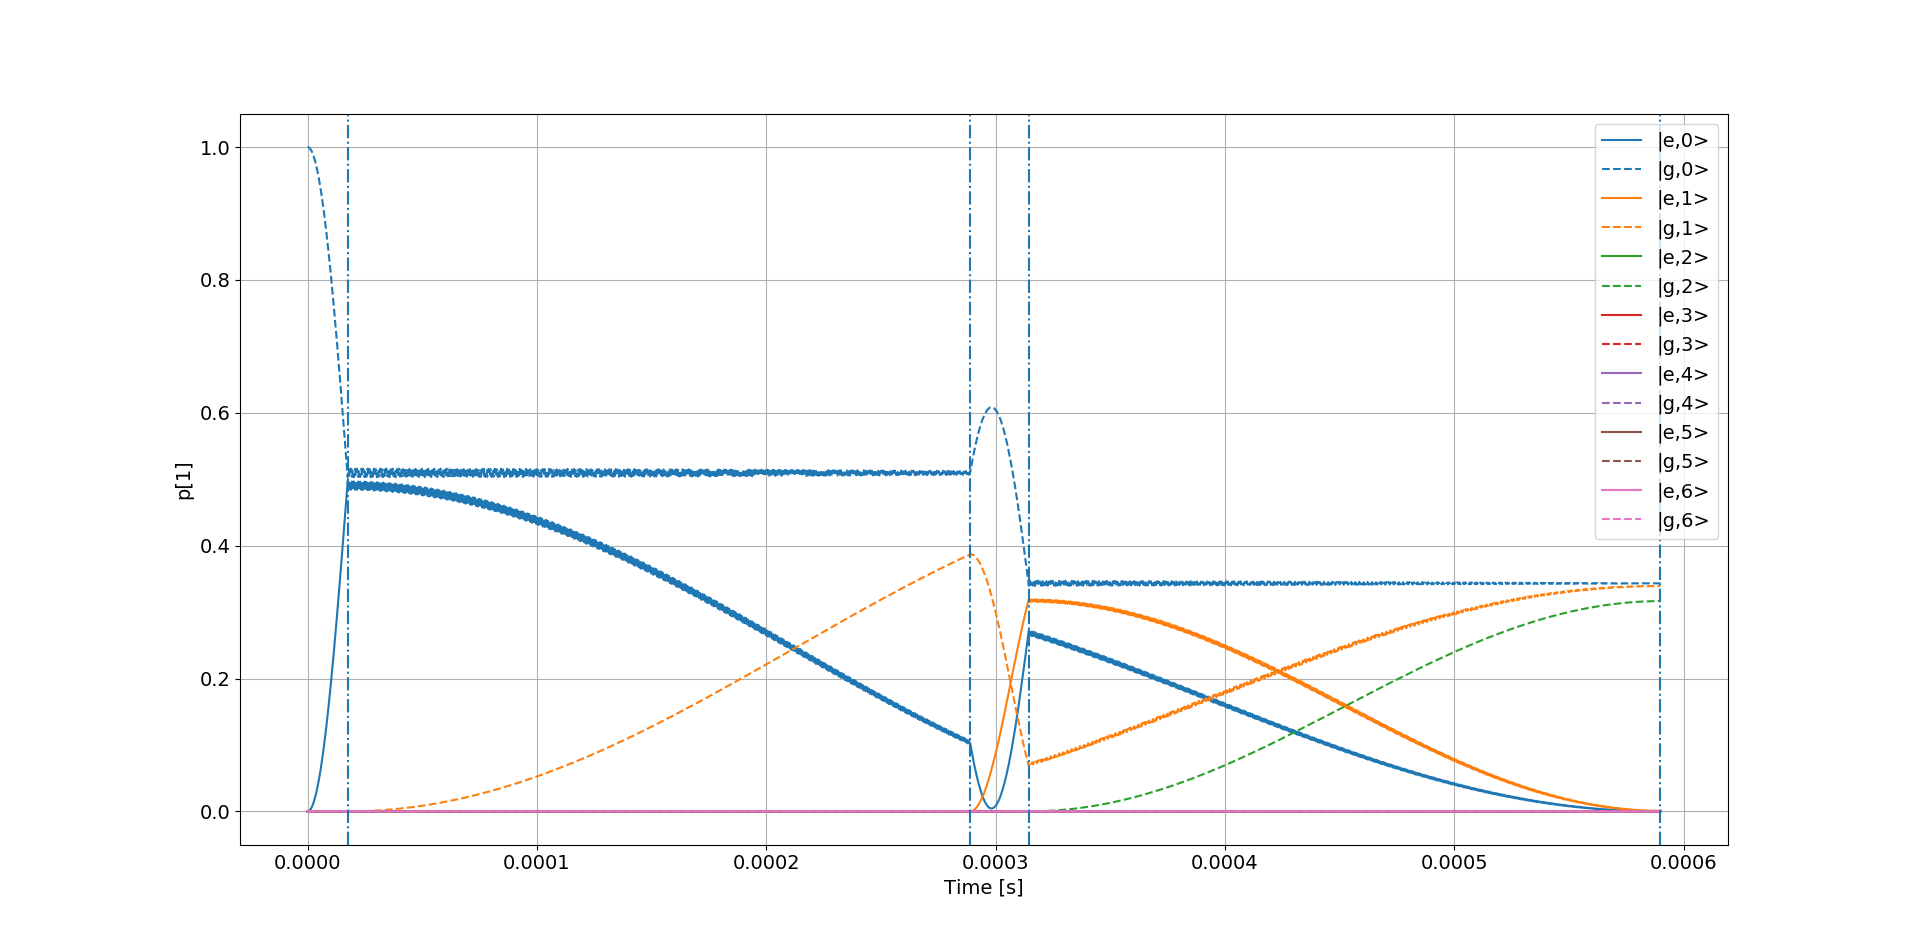 1.0
0.8
0.6
0.4
0.2
0.0
p[1]
0.0000 0.0001 0.0002 0.0003 0.0004 0.0005 0.0006
Time [s]
|e,0>
|g,0>
|e,1>
|g,1>
|e,2>
|g,2>
|e,3>
|g,3>
|e,4>
|g,4>
|e,5>
|g,5>
|e,6>
|g,6>